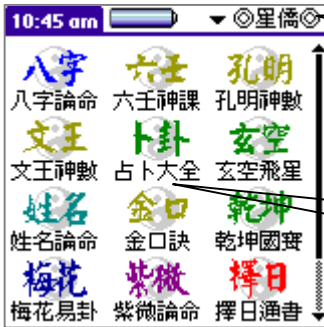 10:45 am ▼ ◎星僑◎
八字 六壬 孔明
八字論命 六壬神課 孔明神數
文王 卜卦 玄空
文王神數 占卜大全 玄空飛星
姓名 金口 乾坤
姓名論命 金口訣 乾坤國寶
梅花 紫微 擇日
梅花易卦 紫微論命 擇日通書